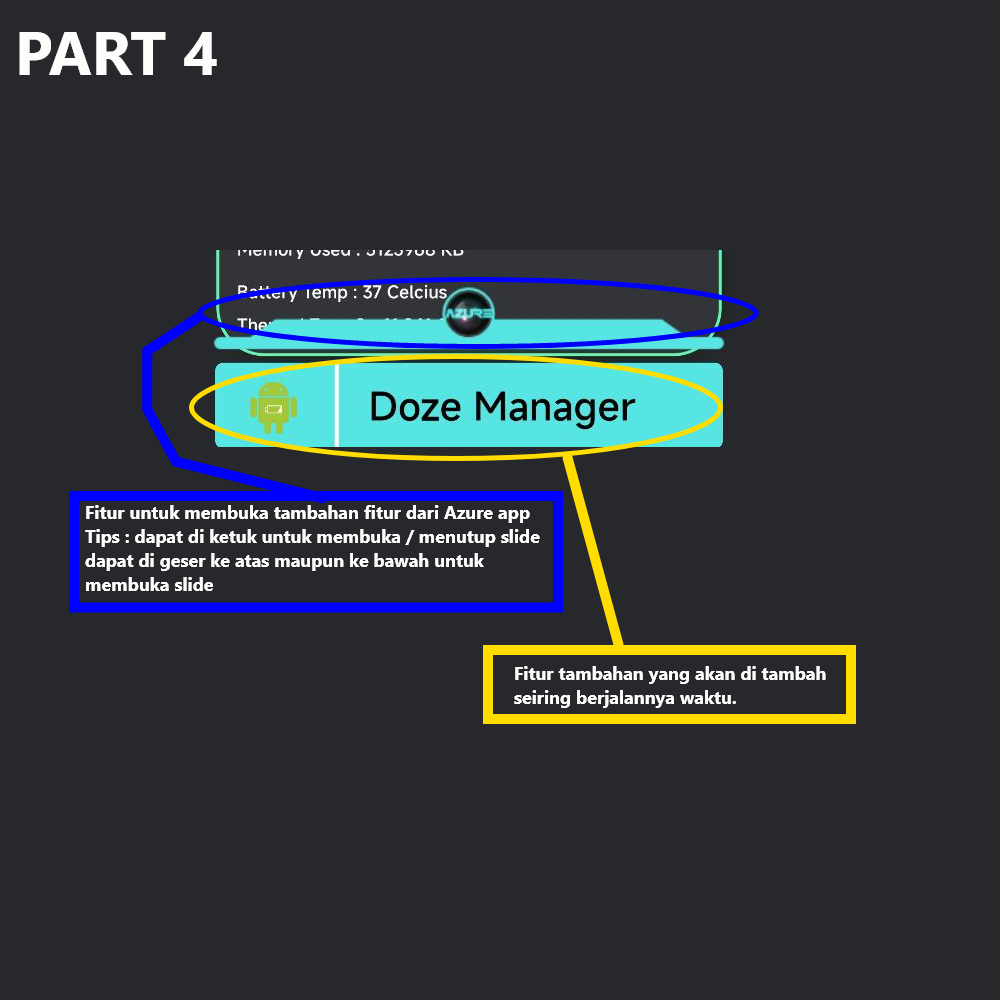 PART 4
Memory Used : 5125968 KB
Battery Temp : 37 Celcius
AZURE
Doze Manager
Fitur untuk membuka tambahan fitur dari Azure app
Tips : dapat di ketuk untuk membuka / menutup slide
dapat di geser ke atas maupun ke bawah untuk
membuka slide
Fitur tambahan yang akan di tambah
seiring berjalannya waktu.